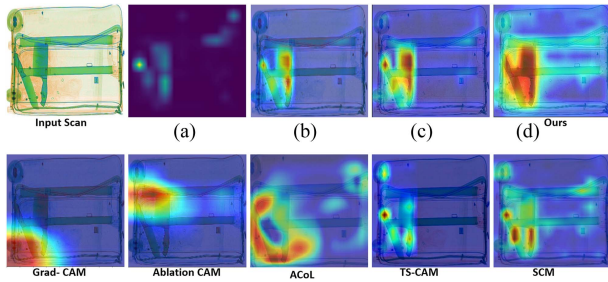 (a) (b) (c) (d)
Input Scan Ours
Grad- CAM Ablation CAM ACoL TS-CAM SCM